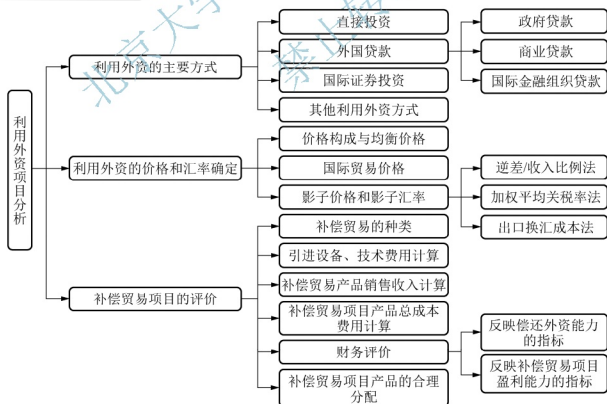 利用外资项目分析
利用外资的主要方式
直接投资
外国贷款
政府贷款
商业贷款
国际金融组织贷款
国际证券投资
其他利用外资方式
利用外资的价格和汇率确定
价格构成与均衡价格
国际贸易价格
影子价格和影子汇率
逆差/收入比例法
加权平均关税率法
出口换汇成本法
补偿贸易项目的评价
补偿贸易的种类
引进设备、技术费用计算
补偿贸易产品销售收入计算
补偿贸易项目产品总成本
费用计算
财务评价
反映偿还外资能力
的指标
反映补偿贸易项目
盈利能力的指标
补偿贸易项目产品的合理
分配
北京大学
禁止